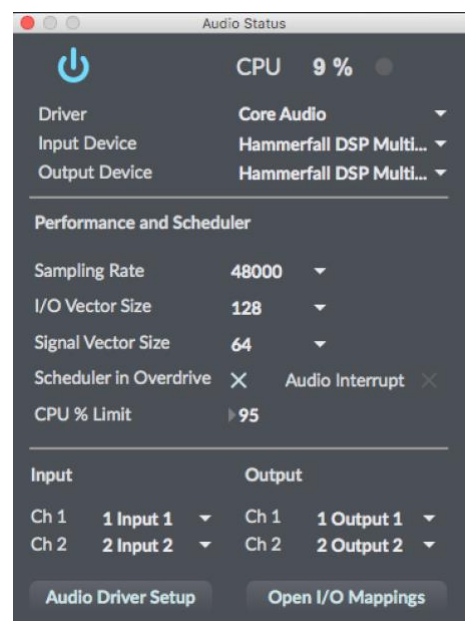 Audio Status
CPU 9 %
Driver Core Audio
Input Device Hammerfall DSP Multi...
Output Device Hammerfall DSP Multi...
Performance and Scheduler
Sampling Rate 48000
I/O Vector Size 128
Signal Vector Size 64
Scheduler in Overdrive X Audio Interrupt X
CPU % Limit 95
Input Output
Ch 1 1 Input 1 Ch 1 1 Output 1
Ch 2 2 Input 2 Ch 2 2 Output 2
Audio Driver Setup Open I/O Mappings